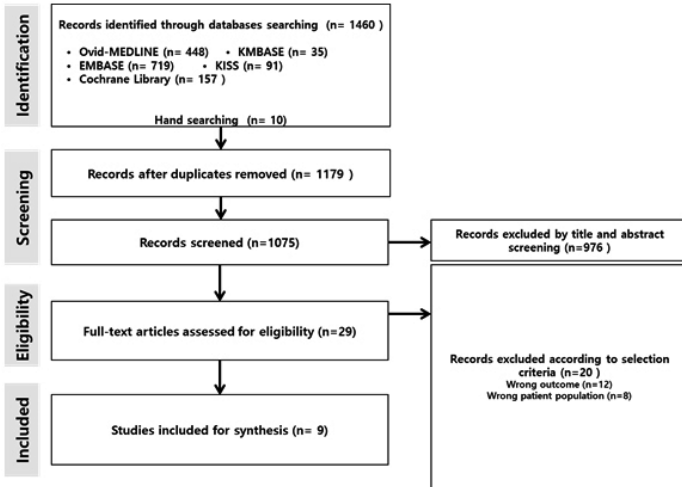 Identification
Records identified through databases searching (n= 1460 )
• Ovid-MEDLINE (n= 448) • KMBASE (n= 35)
• EMBASE (n= 719) • KISS (n= 91)
• Cochrane Library (n= 157 )
Hand searching (n= 10)
Screening
Records after duplicates removed (n= 1179 )
Records screened (n=1075)
Records excluded by title and abstract
screening (n=976 )
Eligibility
Full-text articles assessed for eligibility (n=29)
Records excluded according to selection
criteria (n=20 )
Wrong outcome (n=12)
Wrong patient population (n=8)
Included
Studies included for synthesis (n= 9)